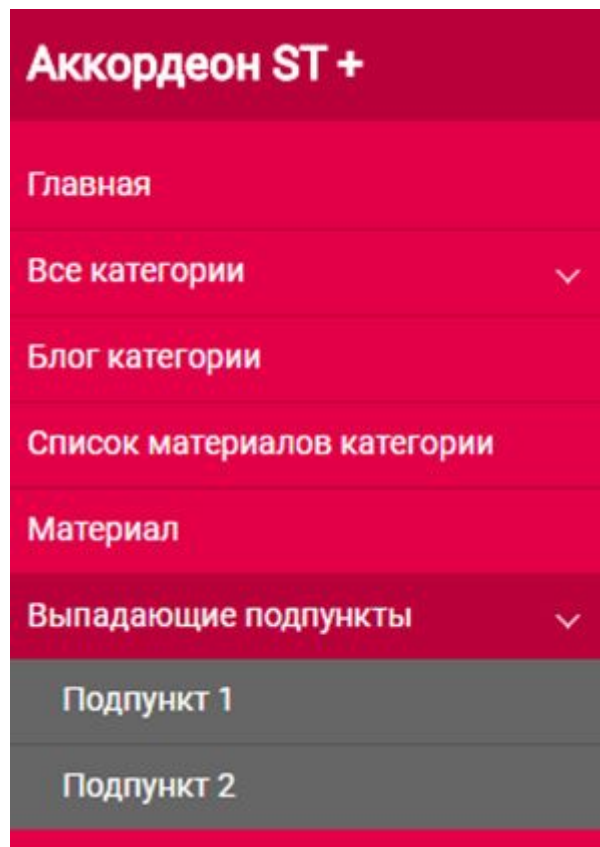 Аккордеон ST +
Главная
Все категории
Блог категории
Список материалов категории
Материал
Выпадающие подпункты
Подпункт 1
Подпункт 2